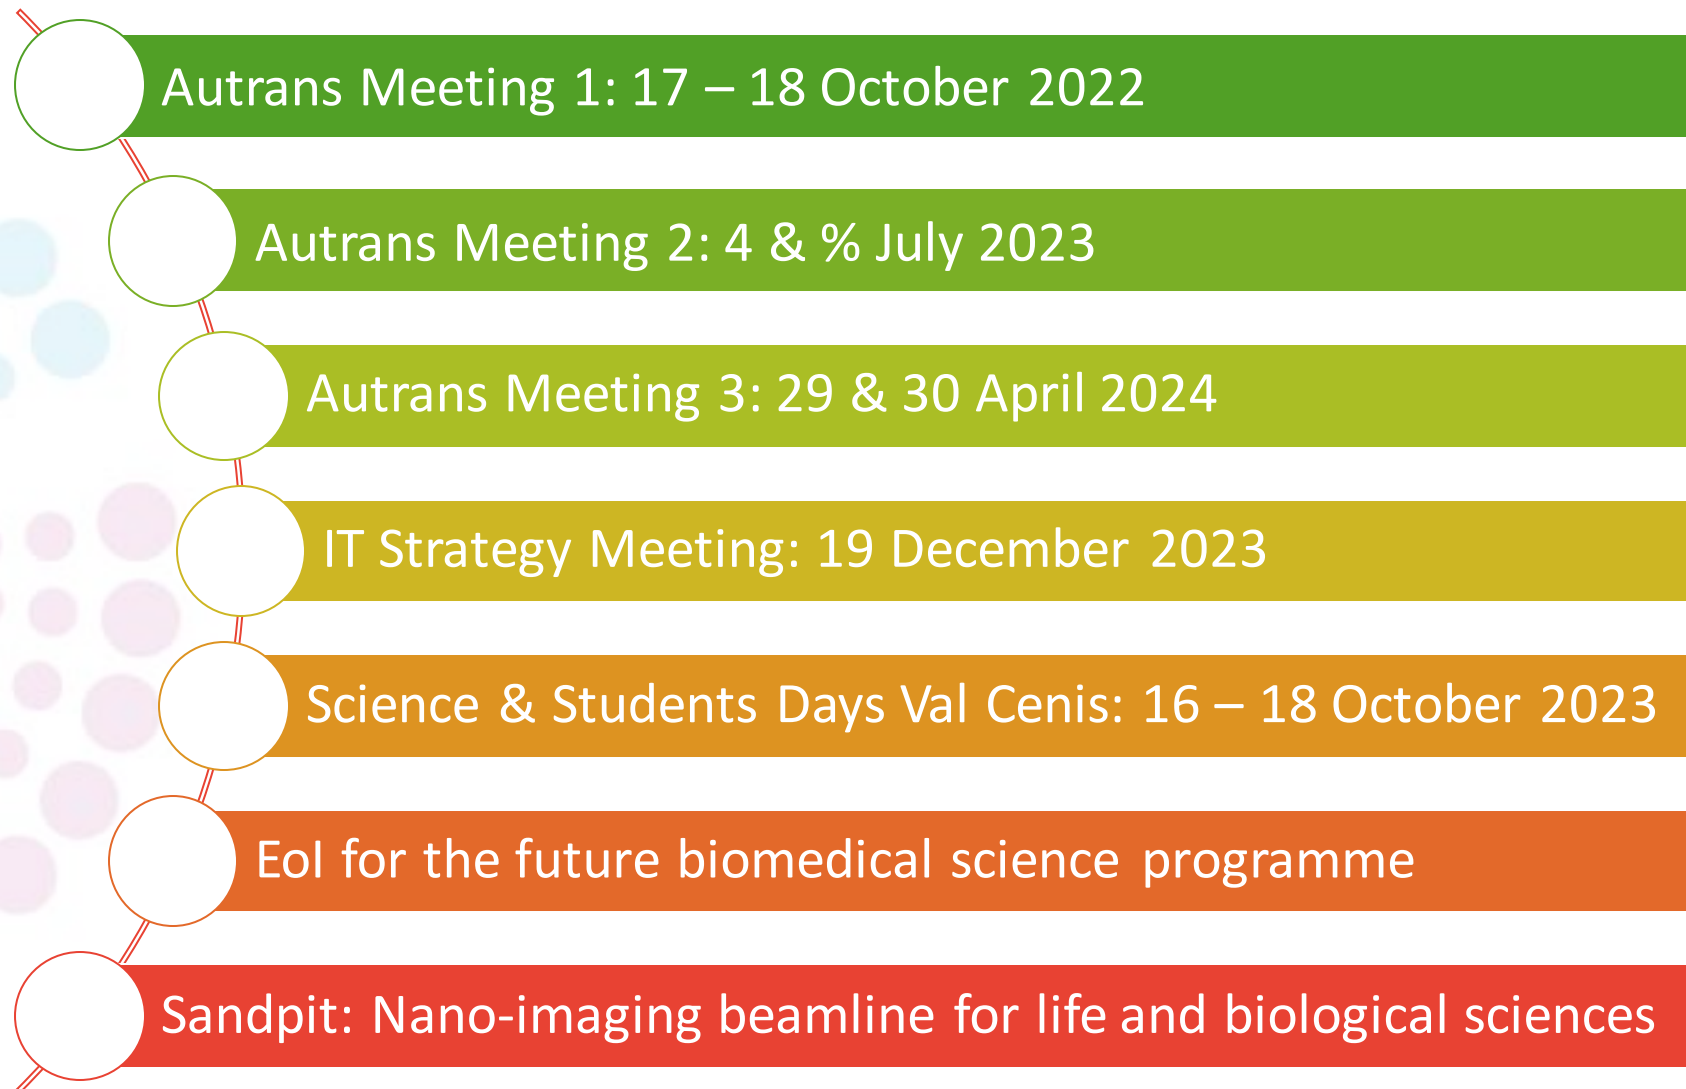 Autrans Meeting 1: 17 – 18 October 2022
Autrans Meeting 2: 4 & % July 2023
Autrans Meeting 3: 29 & 30 April 2024
IT Strategy Meeting: 19 December 2023
Science & Students Days Val Cenis: 16 – 18 October 2023
EoI for the future biomedical science programme
Sandpit: Nano-imaging beamline for life and biological sciences